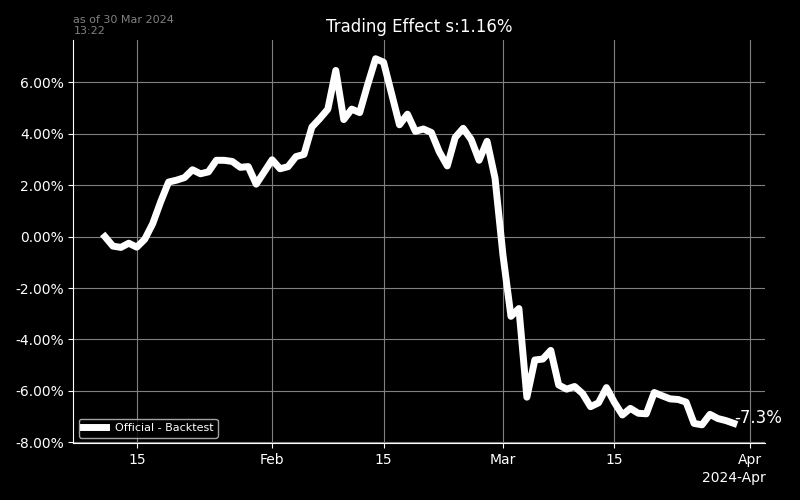 as of 30 Mar 2024
13:22
Trading Effect s:1.16%
6.00%
4.00%
2.00%
0.00%
-2.00%
-4.00%
-6.00%
-8.00%
Official - Backtest
-7.3%
15 Feb 15 Mar 15 Apr
2024-Apr